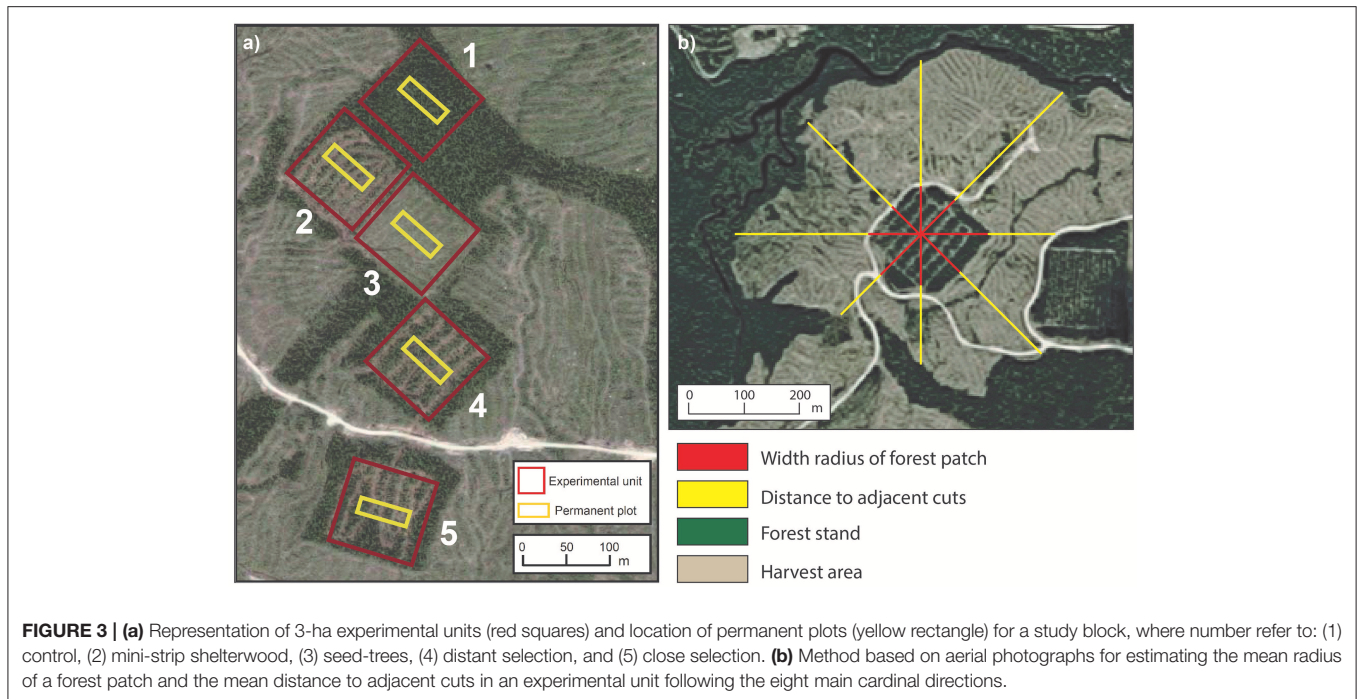 a)
1
2
3
4
5
Experimental unit
Permanent plot
0 50 100
m
b)
0 100 200
m
Width radius of forest patch
Distance to adjacent cuts
Forest stand
Harvest area
FIGURE 3 | (a) Representation of 3-ha experimental units (red squares) and location of permanent plots (yellow rectangle) for a study block, where number refer to: (1)
control, (2) mini-strip shelterwood, (3) seed-trees, (4) distant selection, and (5) close selection. (b) Method based on aerial photographs for estimating the mean radius
of a forest patch and the mean distance to adjacent cuts in an experimental unit following the eight main cardinal directions.